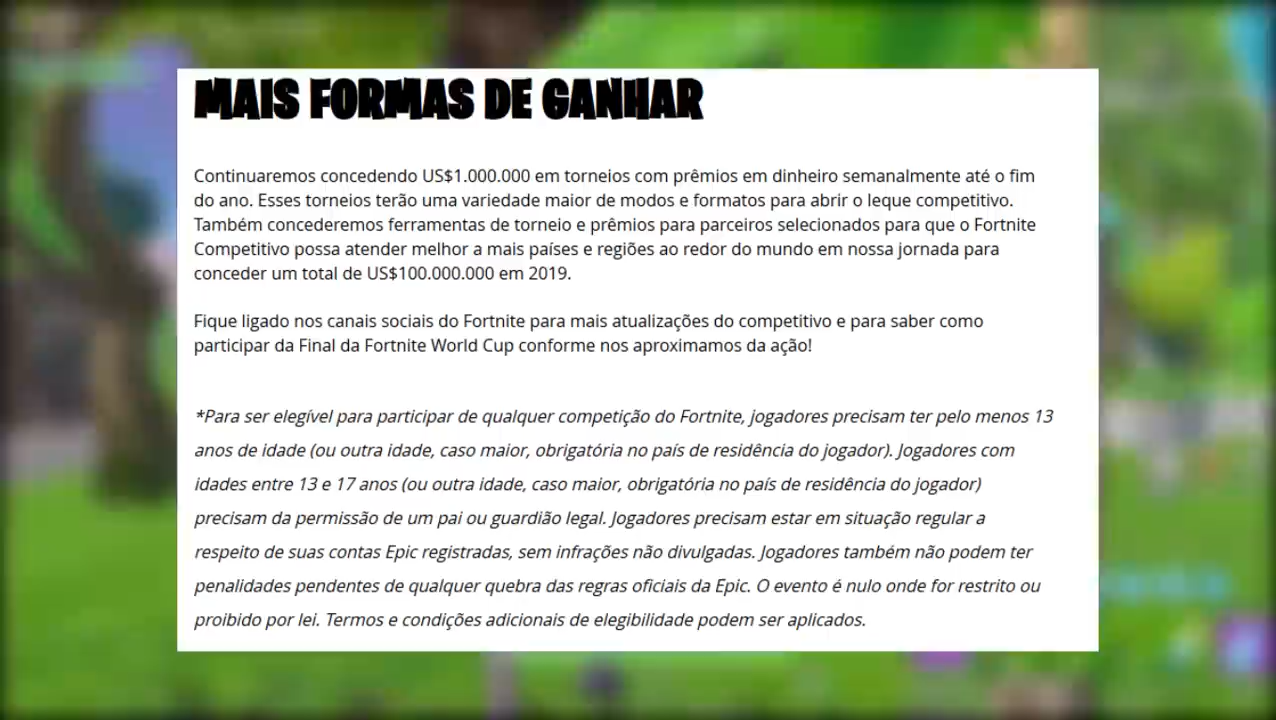 MAIS FORMAS DE GANHAR
Continuaremos concedendo US$1.000.000 em torneios com prêmios em dinheiro semanalmente até o fim
do ano. Esses torneios terão uma variedade maior de modos e formatos para abrir o leque competitivo.
Também concederemos ferramentas de torneio e prêmios para parceiros selecionados para que o Fortnite
Competitivo possa atender melhor a mais países e regiões ao redor do mundo em nossa jornada para
conceder um total de US$100.000.000 em 2019.
Fique ligado nos canais sociais do Fortnite para mais atualizações do competitivo e para saber como
participar da Final da Fortnite World Cup conforme nos aproximamos da ação!
*Para ser elegível para participar de qualquer competição do Fortnite, jogadores precisam ter pelo menos 13
anos de idade (ou outra idade, caso maior, obrigatória no país de residência do jogador). Jogadores com
idades entre 13 e 17 anos (ou outra idade, caso maior, obrigatória no país de residência do jogador)
precisam da permissão de um pai ou guardião legal. Jogadores precisam estar em situação regular a
respeito de suas contas Epic registradas, sem infrações não divulgadas. Jogadores também não podem ter
penalidades pendentes de qualquer quebra das regras oficiais da Epic. O evento é nulo onde for restrito ou
proibido por lei. Termos e condições adicionais de elegibilidade podem ser aplicados.